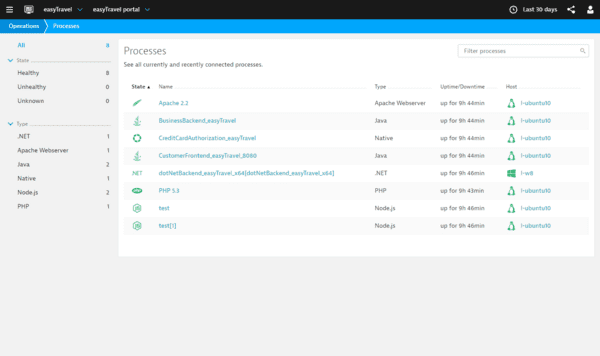 easyTravel easyTravel portal Last 30 days
Operations Processes
All 8
State
Healthy 8
Unhealthy 0
Unknown 0
Type
.NET 1
Apache Webserver 1
Java 2
Native 1
Node.js 2
PHP 1
Processes
Filter processes
See all currently and recently connected processes.
State ▲ Name Type Uptime/Downtime Host
Apache 2.2 Apache Webserver up for 9h 44min l-ubuntu10
BusinessBackend_easyTravel Java up for 9h 44min l-ubuntu10
CreditCardAuthorization_easyTravel Native up for 9h 44min l-ubuntu10
CustomerFrontend_easyTravel_8080 Java up for 9h 44min l-ubuntu10
.NET dotNetBackend_easyTravel_x64[dotNetBackend_easyTravel_x64] .NET up for 9h 46min l-w8
php PHP 5.3 PHP up for 9h 43min l-ubuntu10
test Node.js up for 9h 46min l-ubuntu10
test[1] Node.js up for 9h 46min l-ubuntu10